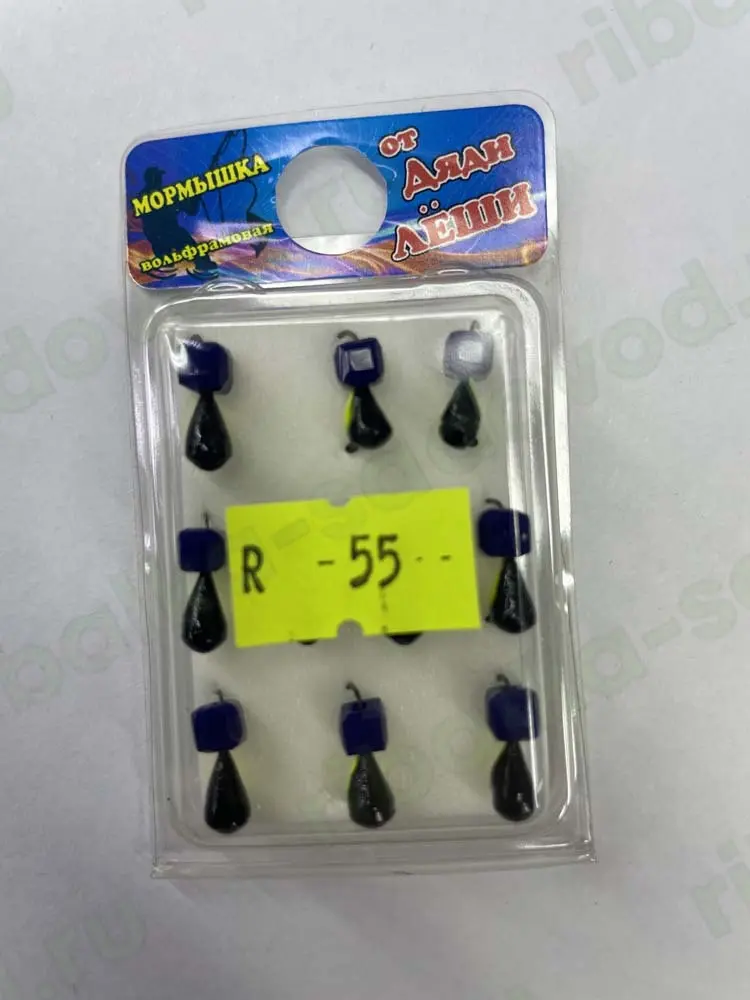 МОРМЫШКА
вольфрамовая
от
Дяди
ЛЁШИ
R - 55 --